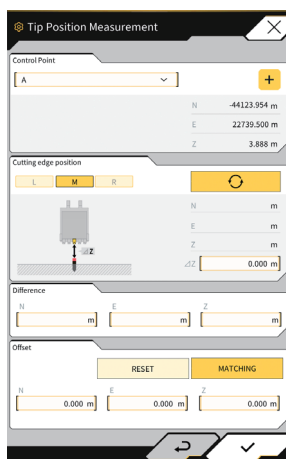 Tip Position Measurement
Control Point
A
N -44123.954 m
E 22739.500 m
Z 3.888 m
Cutting edge position
L M R
N m
E m
Z m
⊿Z
⊿Z 0.000 m
Difference
N E Z
m m m
Offset
RESET MATCHING
N E Z
0.000 m 0.000 m 0.000 m